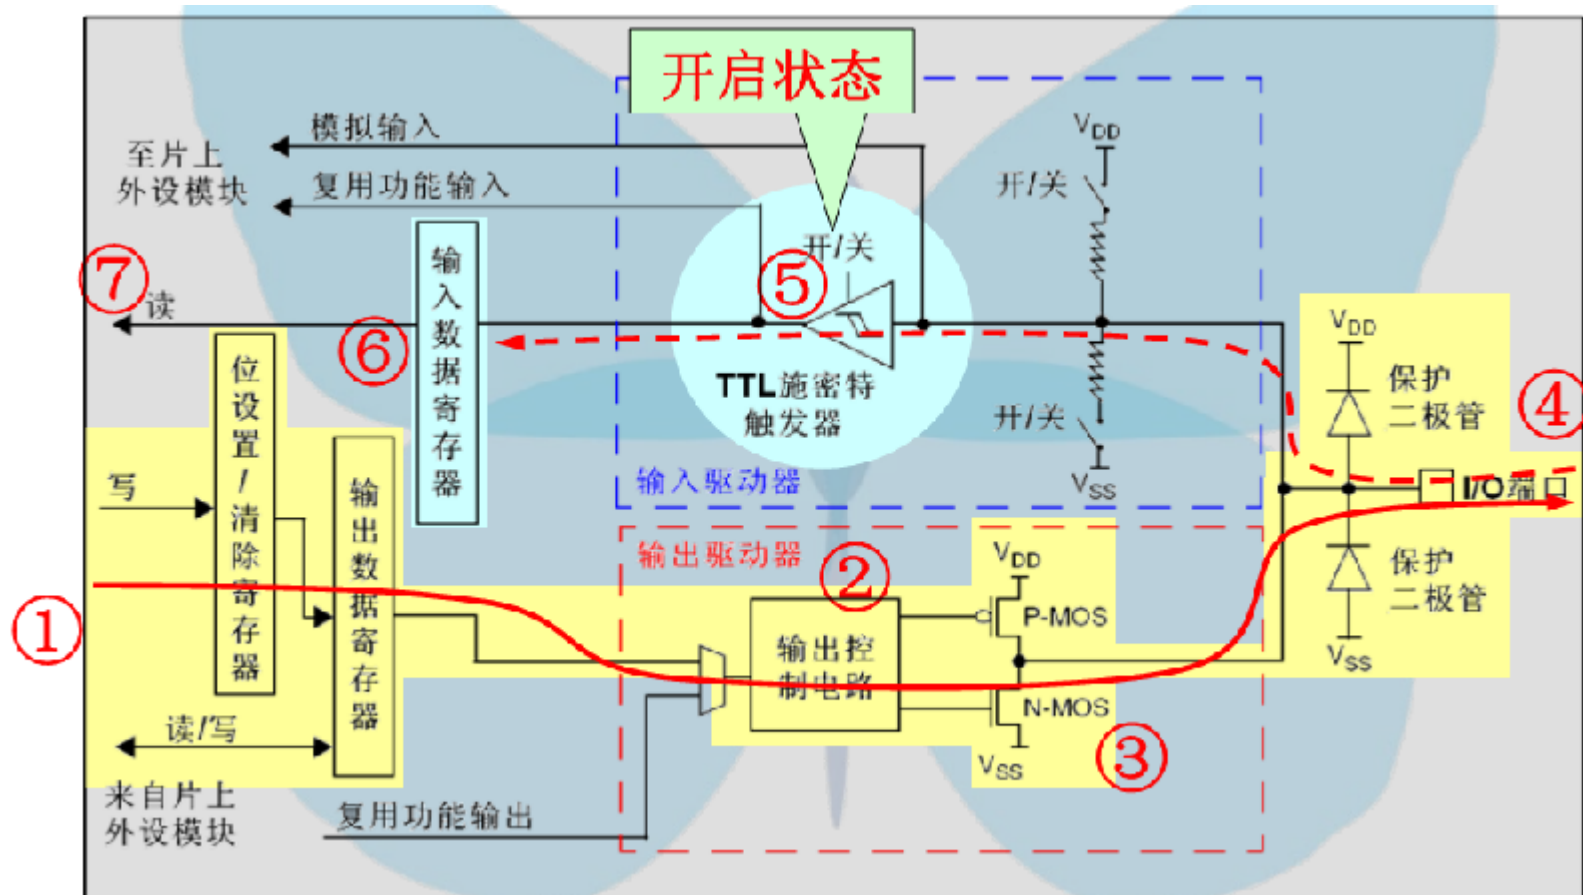 开启状态
模拟输入
至片上
外设模块
复用功能输入
V_DD
开/关
开/关
⑤
⑦
读
输入数据寄存器
⑥
TTL施密特
触发器
V_DD
保护
二极管
④
位设置/清除寄存器
开/关
V_SS
输入驱动器
写
输出数据寄存器
I/O端口
输出驱动器
②
V_DD
保护
二极管
①
P-MOS
输出控
制电路
V_SS
N-MOS
③
读/写
V_SS
来自片上
外设模块
复用功能输出